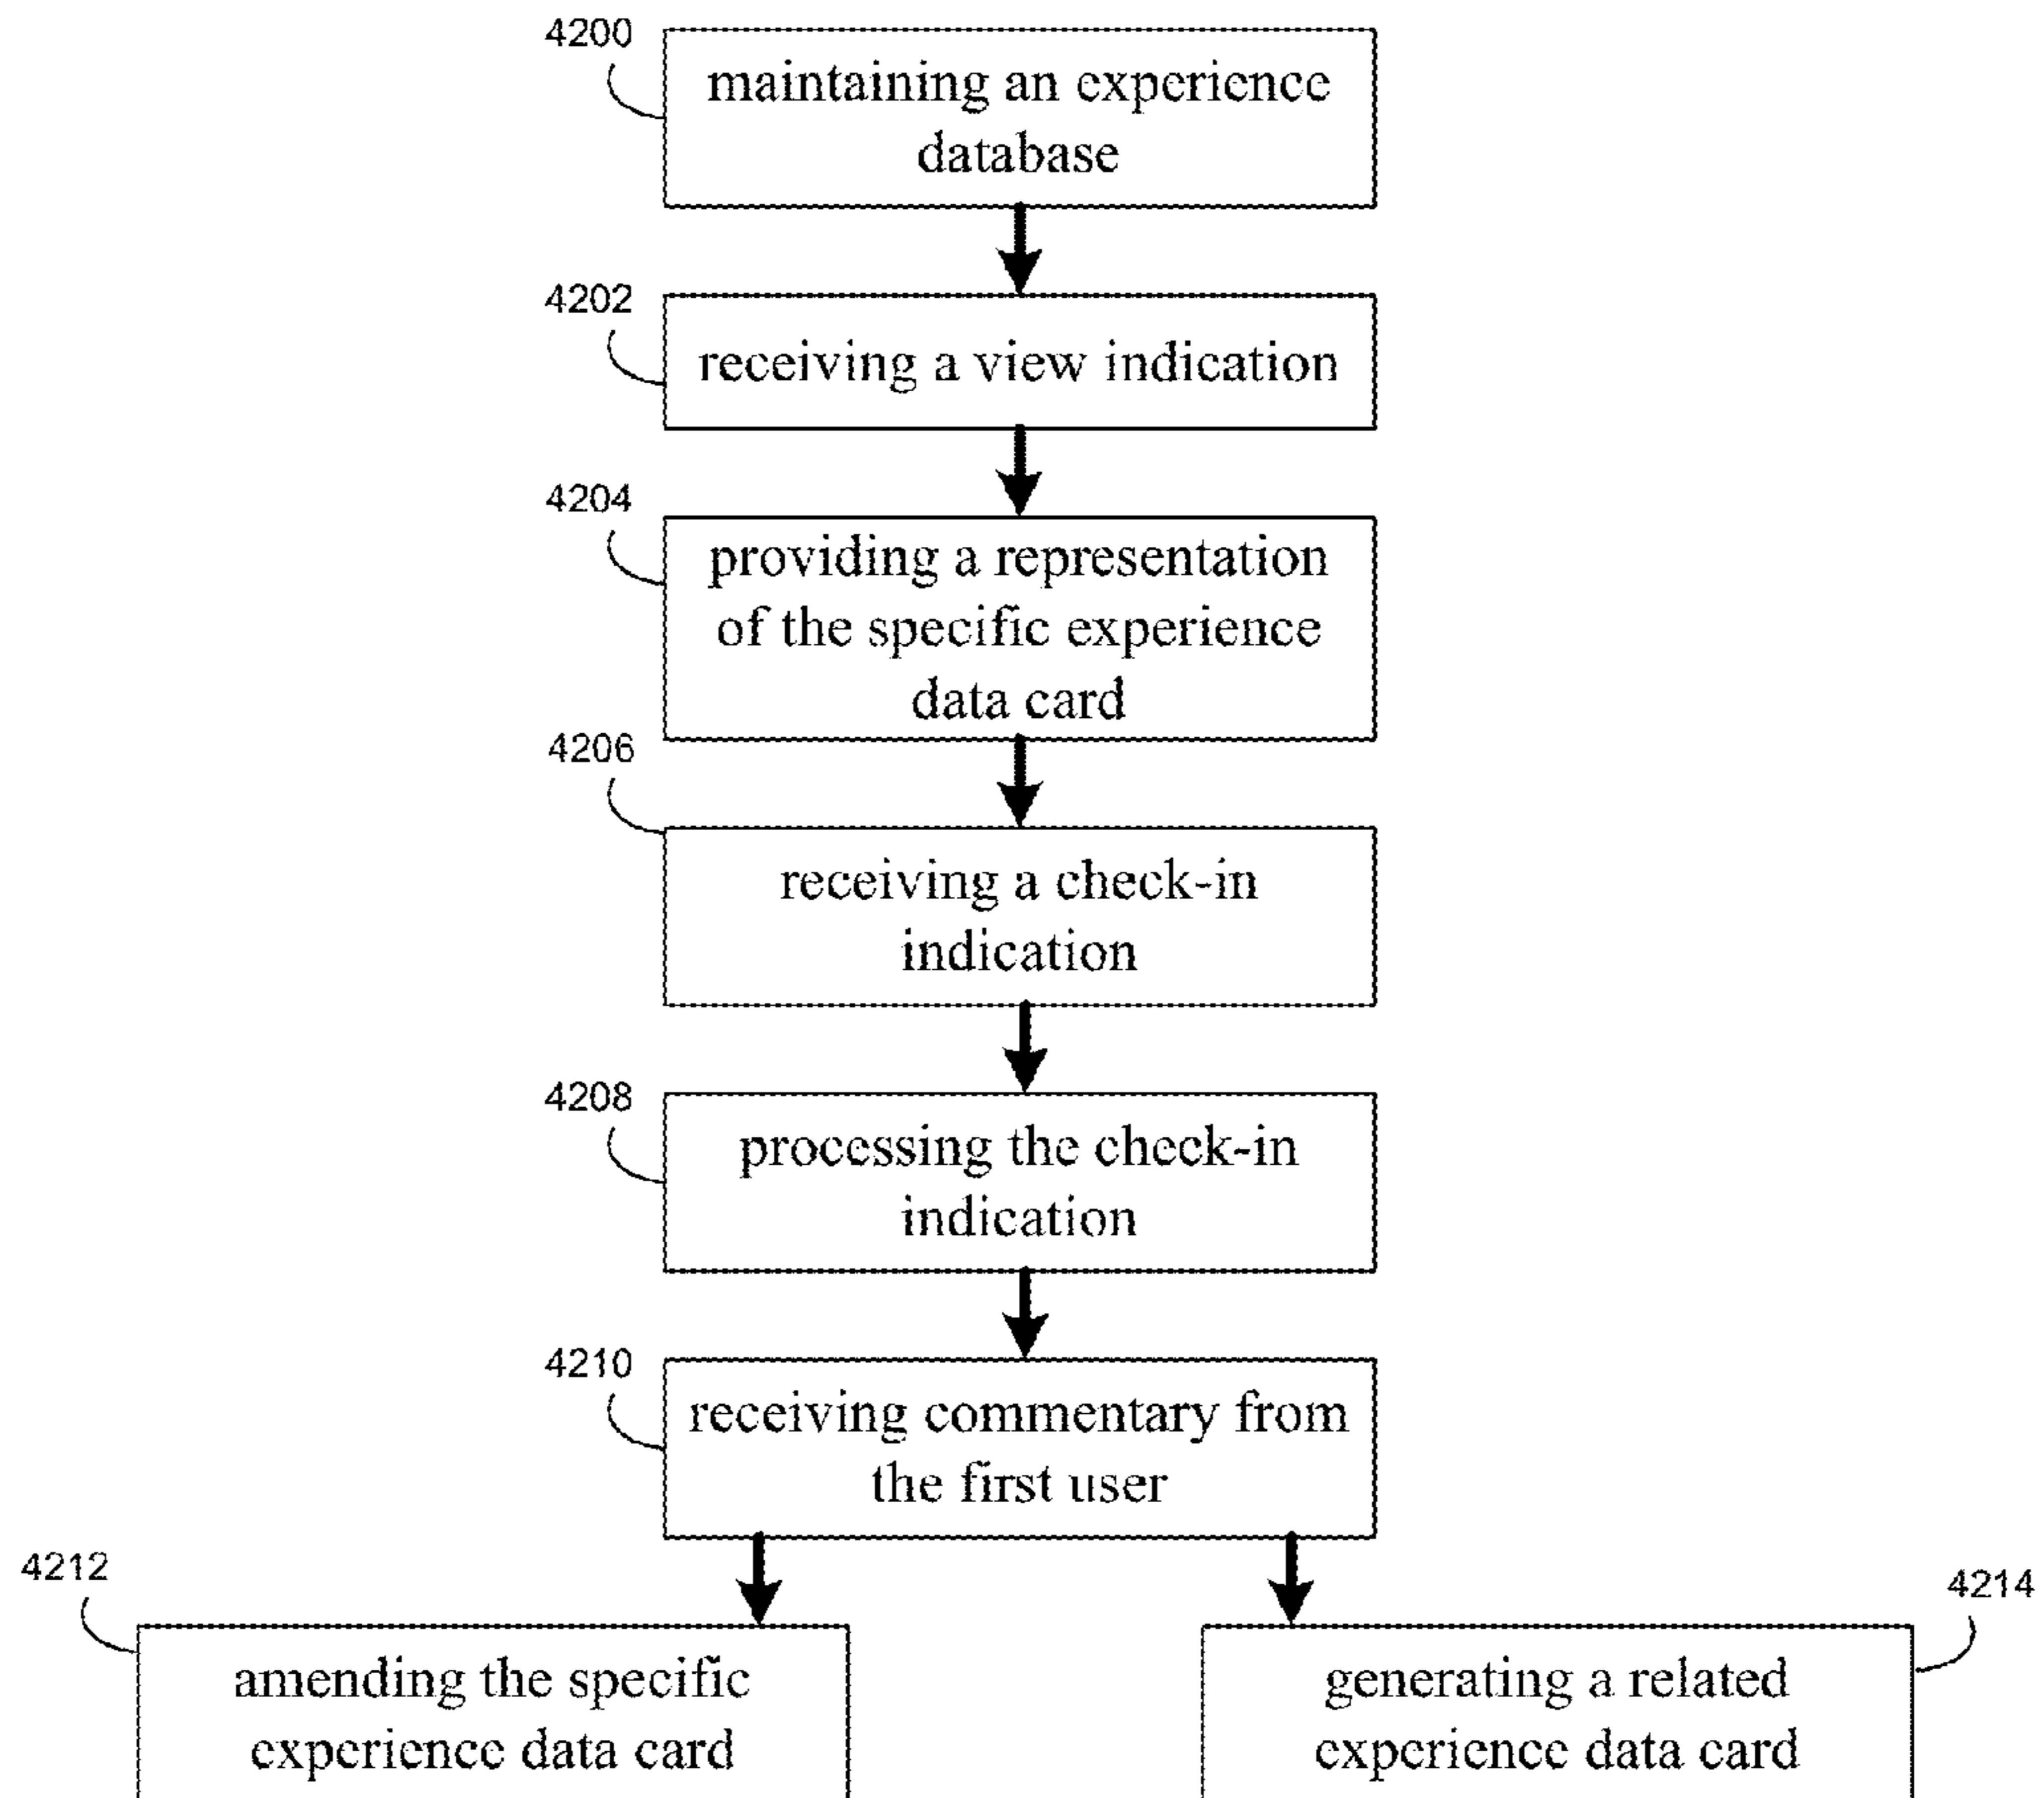 4200
maintaining an experience
database
4202
receiving a view indication
4204
providing a representation
of the specific experience
data card
4206
receiving a check-in
indication
4208
processing the check-in
indication
4210
receiving commentary from
the first user
4212
amending the specific
experience data card
4214
generating a related
experience data card